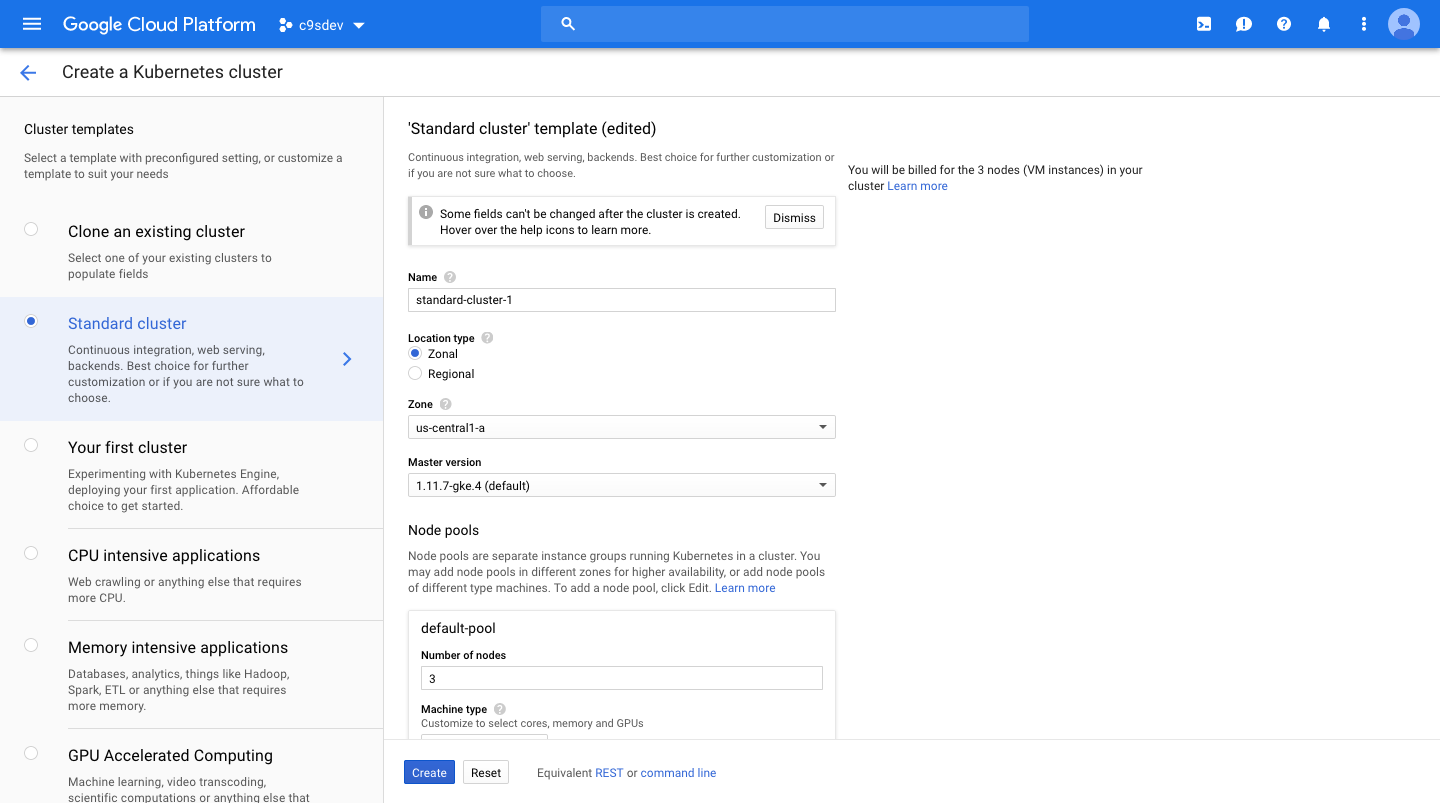 Google Cloud Platform
c9sdev
Create a Kubernetes cluster
Cluster templates
Select a template with preconfigured setting, or customize a
template to suit your needs
Clone an existing cluster
Select one of your existing clusters to
populate fields
Standard cluster
Continuous integration, web serving,
backends. Best choice for further
customization or if you are not sure what to
choose.
Your first cluster
Experimenting with Kubernetes Engine,
deploying your first application. Affordable
choice to get started.
CPU intensive applications
Web crawling or anything else that requires
more CPU.
Memory intensive applications
Databases, analytics, things like Hadoop,
Spark, ETL or anything else that requires
more memory.
GPU Accelerated Computing
Machine learning, video transcoding,
scientific computations or anything else that
'Standard cluster' template (edited)
Continuous integration, web serving, backends. Best choice for further customization or
if you are not sure what to choose.
Some fields can't be changed after the cluster is created.
Hover over the help icons to learn more.
Dismiss
Name
standard-cluster-1
Location type
Zonal
Regional
Zone
us-central1-a
Master version
1.11.7-gke.4 (default)
Node pools
Node pools are separate instance groups running Kubernetes in a cluster. You
may add node pools in different zones for higher availability, or add node pools
of different type machines. To add a node pool, click Edit. Learn more
default-pool
Number of nodes
3
Machine type
Customize to select cores, memory and GPUs
You will be billed for the 3 nodes (VM instances) in your
cluster Learn more
Create
Reset
Equivalent REST or command line